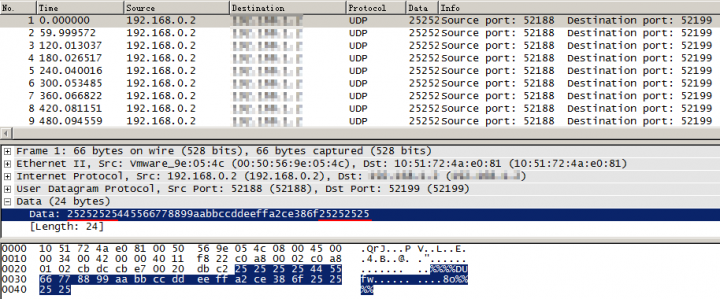 No. Time Source Destination Protocol Data Info
1 0.000000 192.168.0.2 UDP 25252 Source port: 52188 Destination port: 52199
2 59.999572 192.168.0.2 UDP 25252 Source port: 52188 Destination port: 52199
3 120.013037 192.168.0.2 UDP 25252 Source port: 52188 Destination port: 52199
4 180.026517 192.168.0.2 UDP 25252 Source port: 52188 Destination port: 52199
5 240.040016 192.168.0.2 UDP 25252 Source port: 52188 Destination port: 52199
6 300.053485 192.168.0.2 UDP 25252 Source port: 52188 Destination port: 52199
7 360.066822 192.168.0.2 UDP 25252 Source port: 52188 Destination port: 52199
8 420.081151 192.168.0.2 UDP 25252 Source port: 52188 Destination port: 52199
9 480.094559 192.168.0.2 UDP 25252 Source port: 52188 Destination port: 52199
Frame 1: 66 bytes on wire (528 bits), 66 bytes captured (528 bits)
Ethernet II, Src: Vmware_9e:05:4c (00:50:56:9e:05:4c), Dst: 10:51:72:4a:e0:81 (10:51:72:4a:e0:81)
Internet Protocol, Src: 192.168.0.2 (192.168.0.2), Dst:
User Datagram Protocol, Src Port: 52188 (52188), Dst Port: 52199 (52199)
Data (24 bytes)
Data: 25252525445566778899aabbccddeeffa2ce386f25252525
[Length: 24]
0000 10 51 72 4a e0 81 00 50 56 9e 05 4c 08 00 45 00 .QrJ...P V..L..E.
0010 00 34 00 42 00 00 40 11 f8 22 c0 a8 00 02 c0 a8 .4.B..@. ."......
0020 01 02 cb dc cb e7 00 20 db c2 25 25 25 25 44 55 ....... ..%%%%DU
0030 66 77 88 99 aa bb cc dd ee ff a2 ce 38 6f 25 25 fw...... ....8o%%
0040 25 25 %%